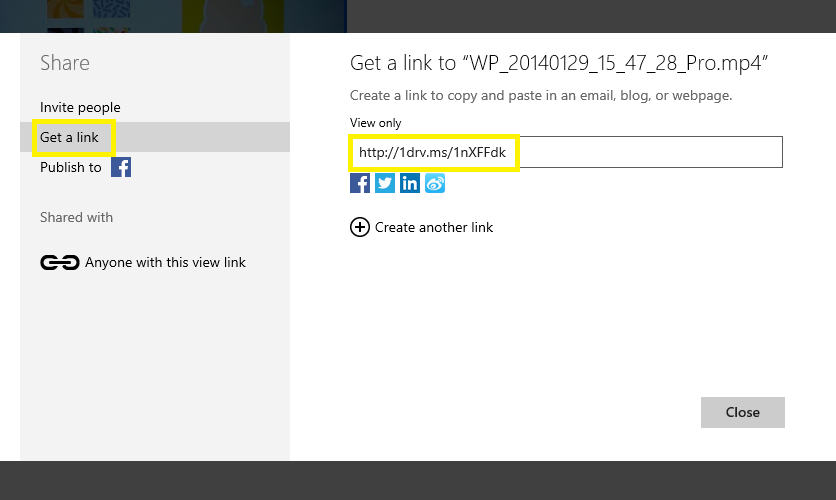 Share
Invite people
Get a link
Publish to
Shared with
Anyone with this view link
Get a link to “WP_20140129_15_47_28_Pro.mp4”
Create a link to copy and paste in an email, blog, or webpage.
View only
http://1drv.ms/1nXFFdk
Create another link
Close